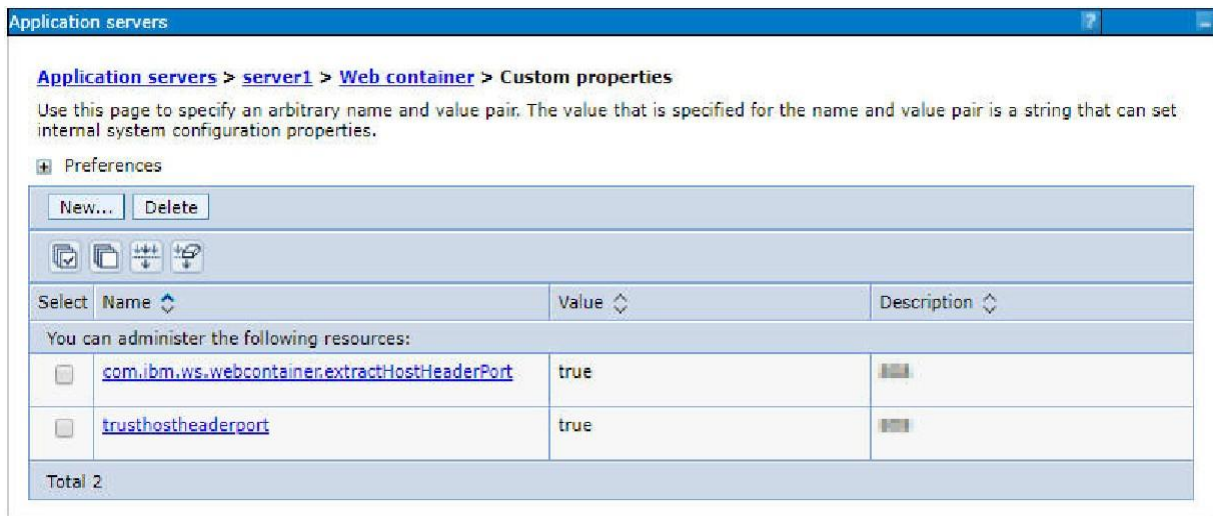 Application servers
?
Application servers > server1 > Web container > Custom properties
Use this page to specify an arbitrary name and value pair. The value that is specified for the name and value pair is a string that can set
internal system configuration properties.
Preferences
New... Delete
Select Name Value Description
You can administer the following resources:
com.ibm.ws.webcontainer.extractHostHeaderPort true
trusthostheaderport true
Total 2